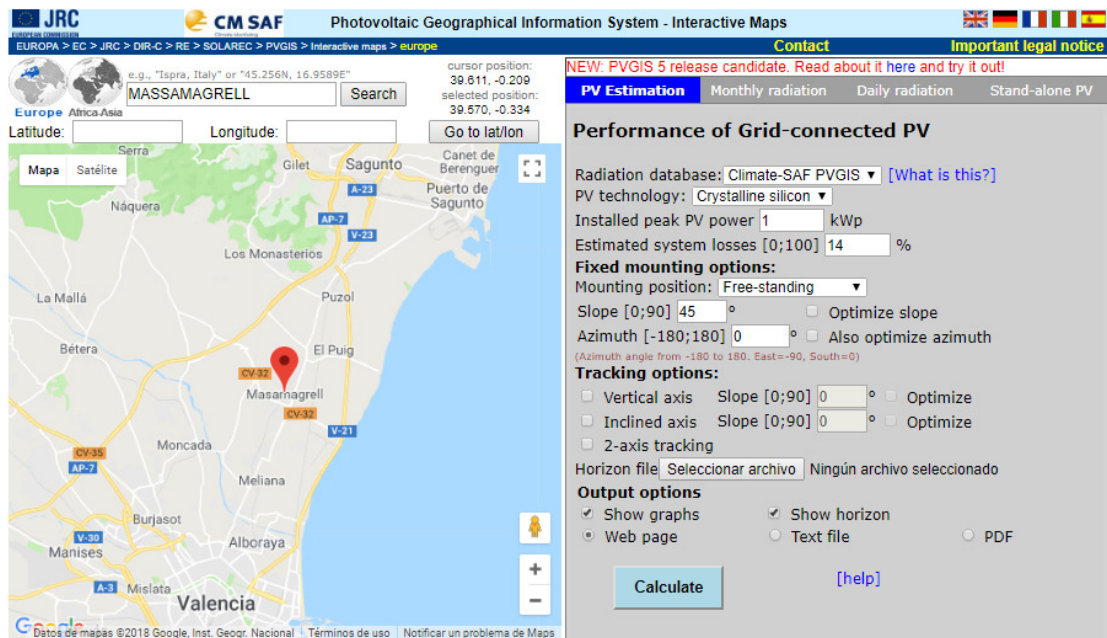 JRC
EUROPEAN COMMISSION
CM SAF
Photovoltaic Geographical Information System - Interactive Maps
EUROPA > EC > JRC > DIR-C > RE > SOLAREC > PVGIS > Interactive maps > europe
Contact
Important legal notice
Europe Africa-Asia
e.g., "Ispra, Italy" or "45.256N, 16.9589E"
MASSAMAGRELL
Search
cursor position:
39.611, -0.209
selected position:
39.570, -0.334
Latitude:
Longitude:
Go to lat/lon
Mapa Satélite
Serra
Gilet
Sagunto
Canet de
Berenguer
A-23
Puerto de
Sagunto
Náquera
AP-7
V-23
Los Monasterios
La Mallá
Puzol
Bétera
El Puig
CV-32
Masamagrell
CV-32
V-21
Moncada
CV-35
AP-7
Meliana
Burjasot
V-30
Manises
Alboraya
A-3
Mislata
Valencia
Google
Datos de mapas ©2018 Google, Inst. Geogr. Nacional
Términos de uso
Notificar un problema de Maps
NEW: PVGIS 5 release candidate. Read about it here and try it out!
PV Estimation
Monthly radiation
Daily radiation
Stand-alone PV
Performance of Grid-connected PV
Radiation database: Climate-SAF PVGIS ▼ [What is this?]
PV technology: Crystalline silicon ▼
Installed peak PV power 1 kWp
Estimated system losses [0;100] 14 %
Fixed mounting options:
Mounting position: Free-standing ▼
Slope [0;90] 45 º Optimize slope
Azimuth [-180;180] 0 º Also optimize azimuth
(Azimuth angle from -180 to 180. East=-90, South=0)
Tracking options:
Vertical axis Slope [0;90] 0 º Optimize
Inclined axis Slope [0;90] 0 º Optimize
2-axis tracking
Horizon file Seleccionar archivo Ningún archivo seleccionado
Output options
Show graphs Show horizon
Web page Text file PDF
Calculate
[help]